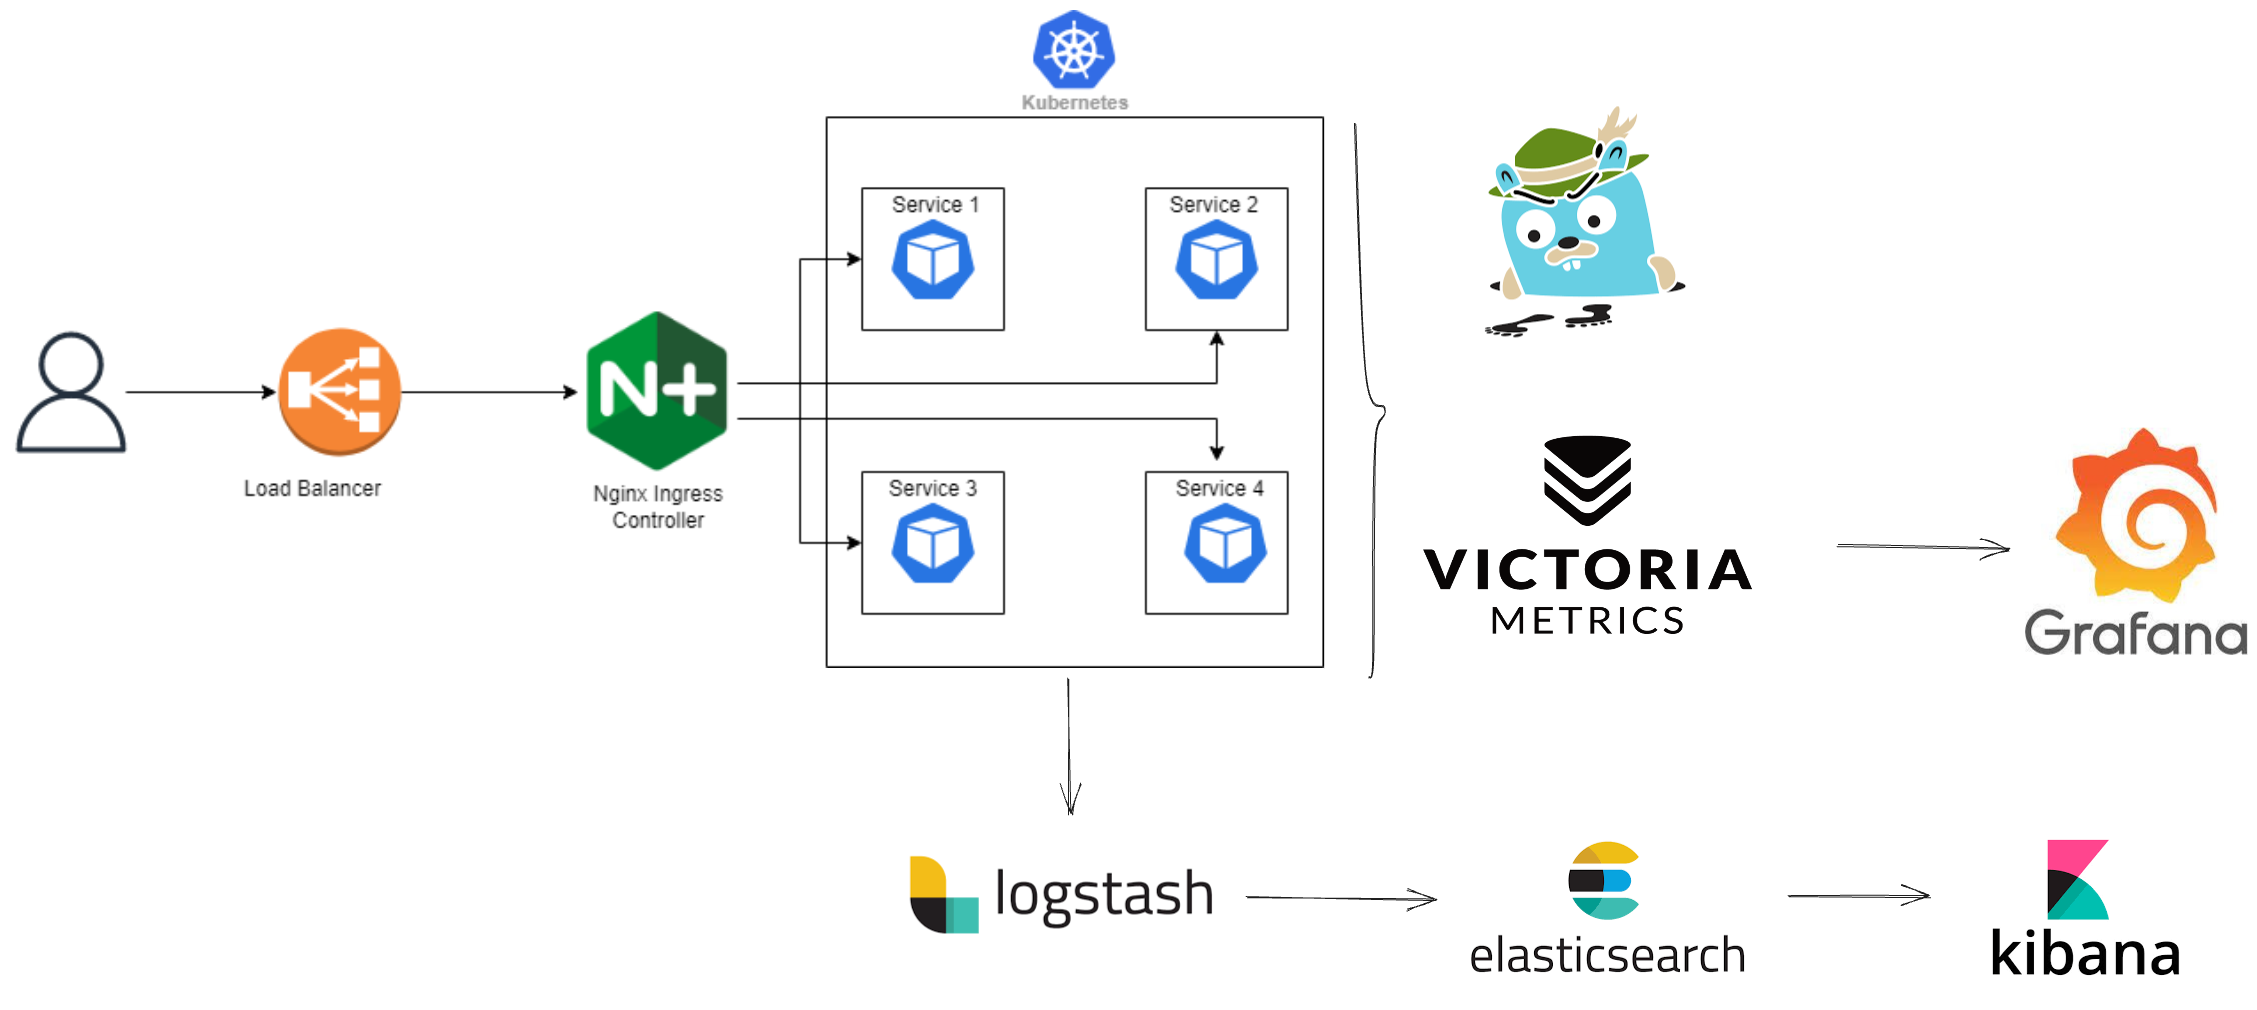 Kubernetes
Service 1
Service 2
Load Balancer
N+
Nginx Ingress
Controller
Service 3
Service 4
VICTORIA
METRICS
Grafana
logstash
elasticsearch
kibana